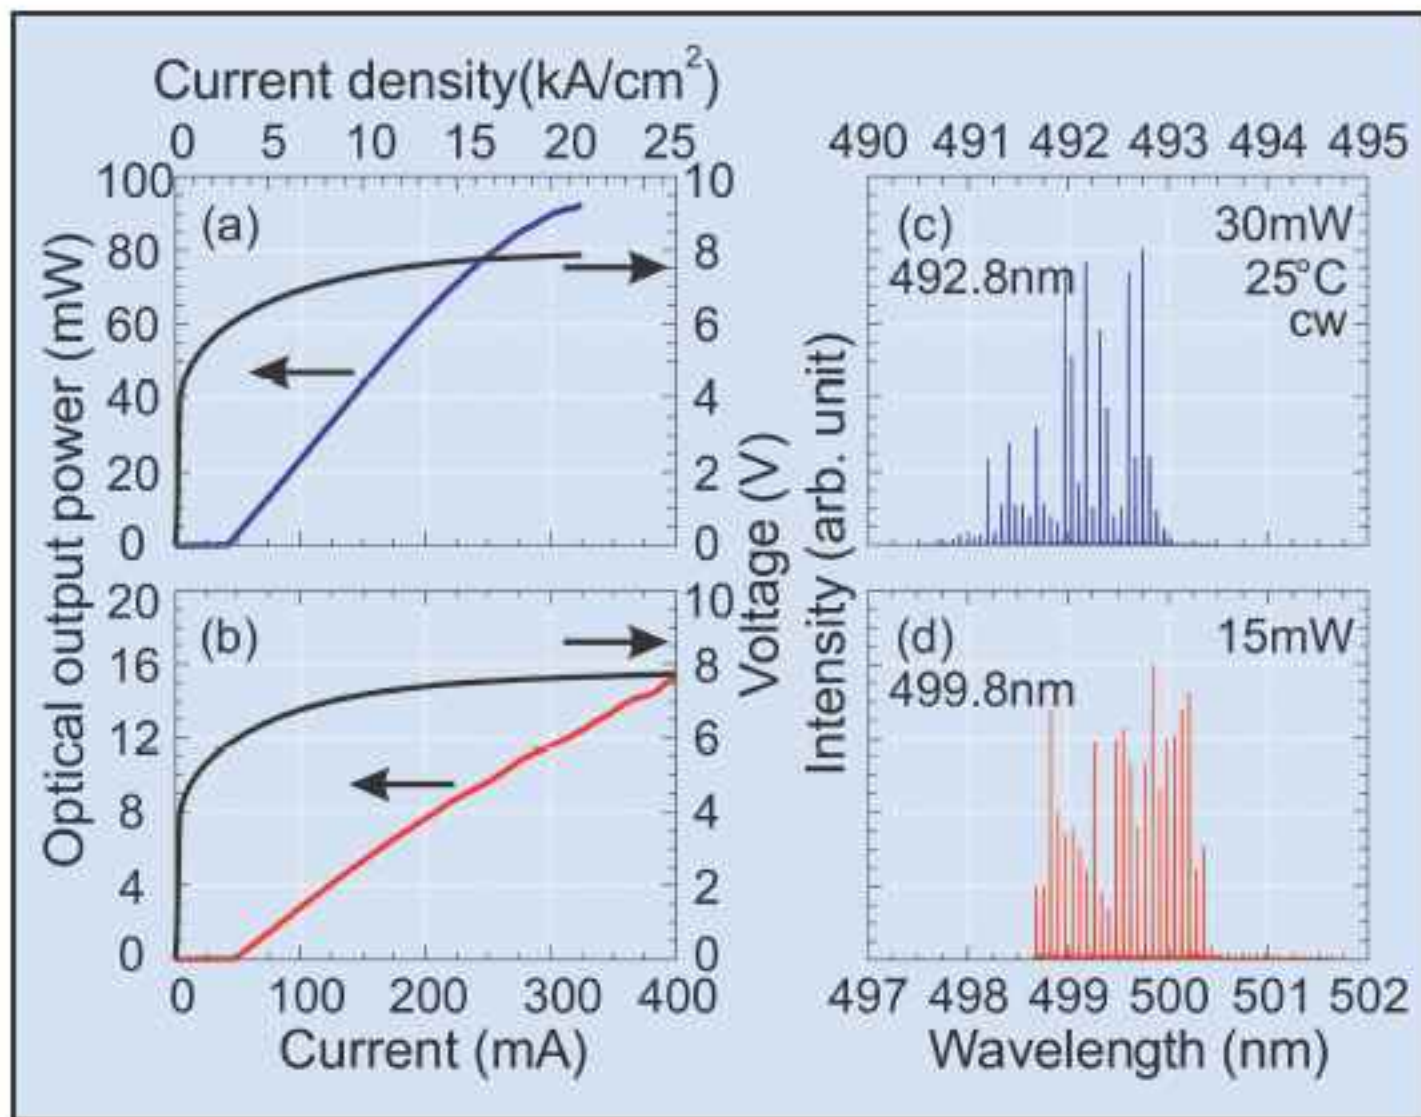 Current density(kA/cm²)
0 5 10 15 20 25
100
80
60
40
20
0
(a)
10
8
6
4
2
0
20
16
12
8
4
0
(b)
10
8
6
4
2
0
0 100 200 300 400
Current (mA)
Optical output power (mW)
Voltage (V)
490 491 492 493 494 495
(c) 30mW
492.8nm 25°C
cw
(d) 15mW
499.8nm
497 498 499 500 501 502
Wavelength (nm)
Intensity (arb. unit)